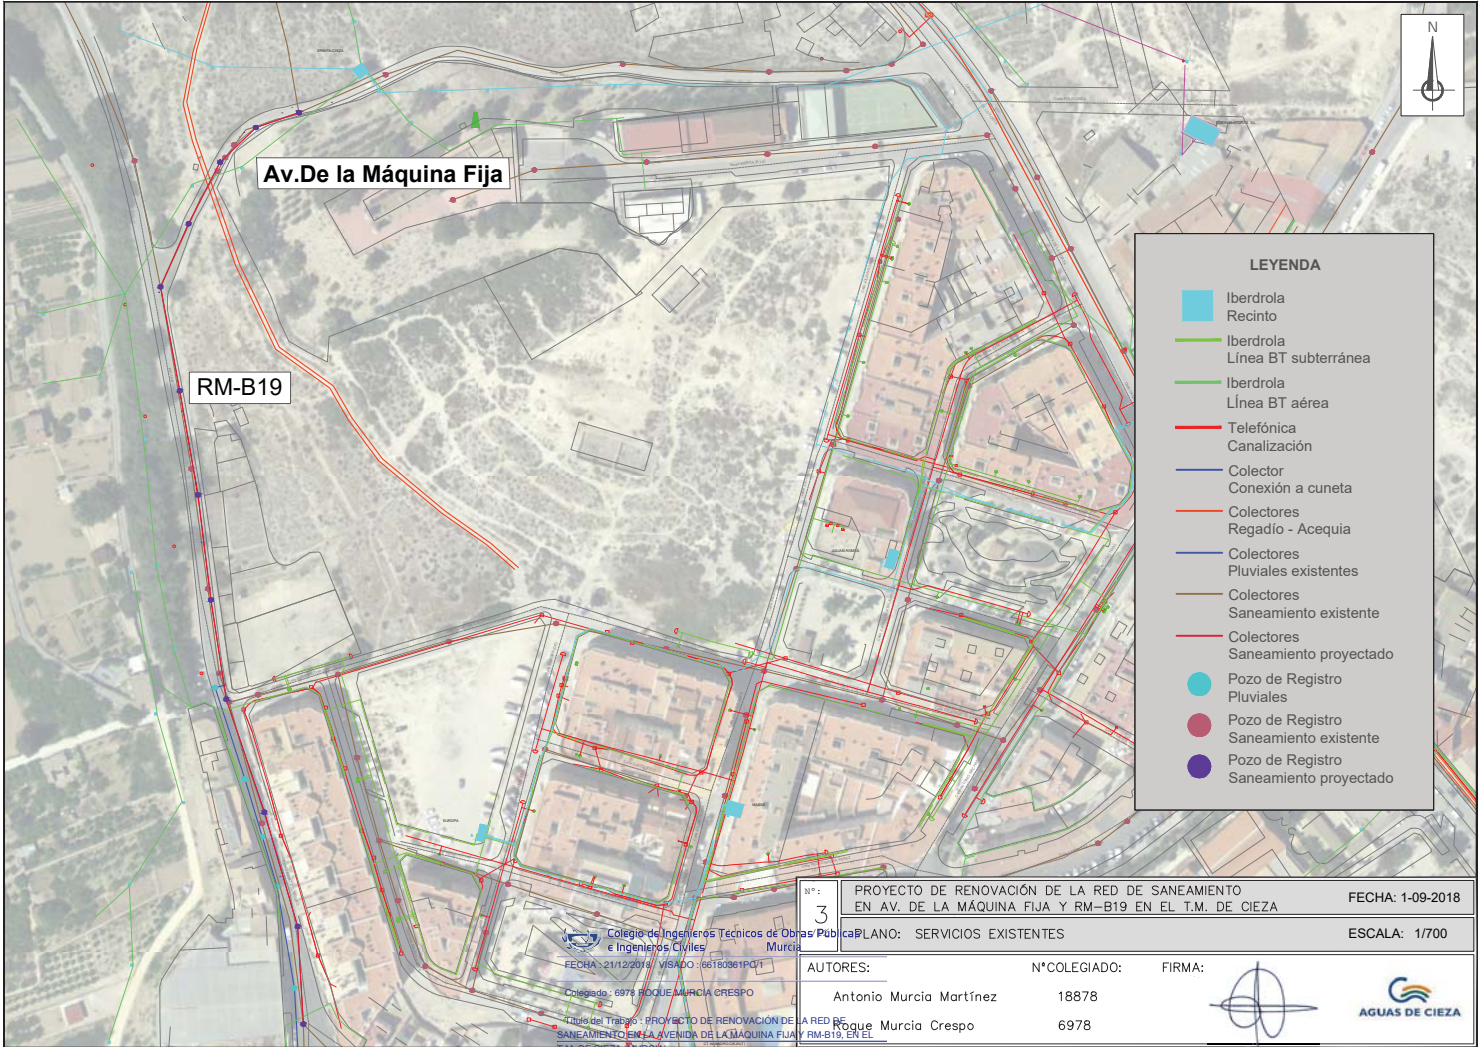 N
Av.De la Máquina Fija
RM-B19
LEYENDA
Iberdrola
Recinto
Iberdrola
Línea BT subterránea
Iberdrola
LÍnea BT aérea
Telefónica
Canalización
Colector
Conexión a cuneta
Colectores
Regadío - Acequia
Colectores
Pluviales existentes
Colectores
Saneamiento existente
Colectores
Saneamiento proyectado
Pozo de Registro
Pluviales
Pozo de Registro
Saneamiento existente
Pozo de Registro
Saneamiento proyectado
Nº:
3
PROYECTO DE RENOVACIÓN DE LA RED DE SANEAMIENTO
EN AV. DE LA MÁQUINA FIJA Y RM-B19 EN EL T.M. DE CIEZA
FECHA: 1-09-2018
PLANO: SERVICIOS EXISTENTES
ESCALA: 1/700
AUTORES:
N°COLEGIADO:
FIRMA:
Antonio Murcia Martínez
18878
Roque Murcia Crespo
6978
AGUAS DE CIEZA
Colegio de Ingenieros Técnicos de Obras Públicas
e Ingenieros Civiles
Murcia
FECHA : 21/12/2018 VISADO : 66180361PC/1
Colegiado : 6978 ROQUE MURCIA CRESPO
Título del Trabajo : PROYECTO DE RENOVACIÓN DE LA RED DE
SANEAMIENTO EN LA AVENIDA DE LA MÁQUINA FIJA Y RM-B19, EN EL